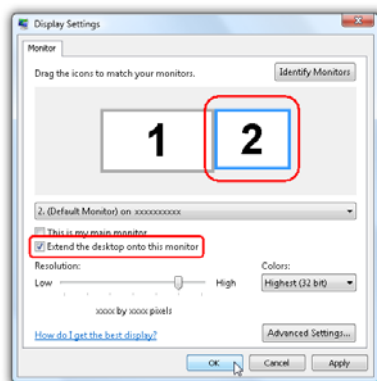 Display Settings
Monitor
Drag the icons to match your monitors.
Identify Monitors
1
2
2. (Default Monitor) on xxxxxxxxxx
This is my main monitor
Extend the desktop onto this monitor
Resolution:
Colors:
Low
High
Highest (32 bit)
xxxx by xxxx pixels
How do I get the best display?
Advanced Settings...
OK
Cancel
Apply